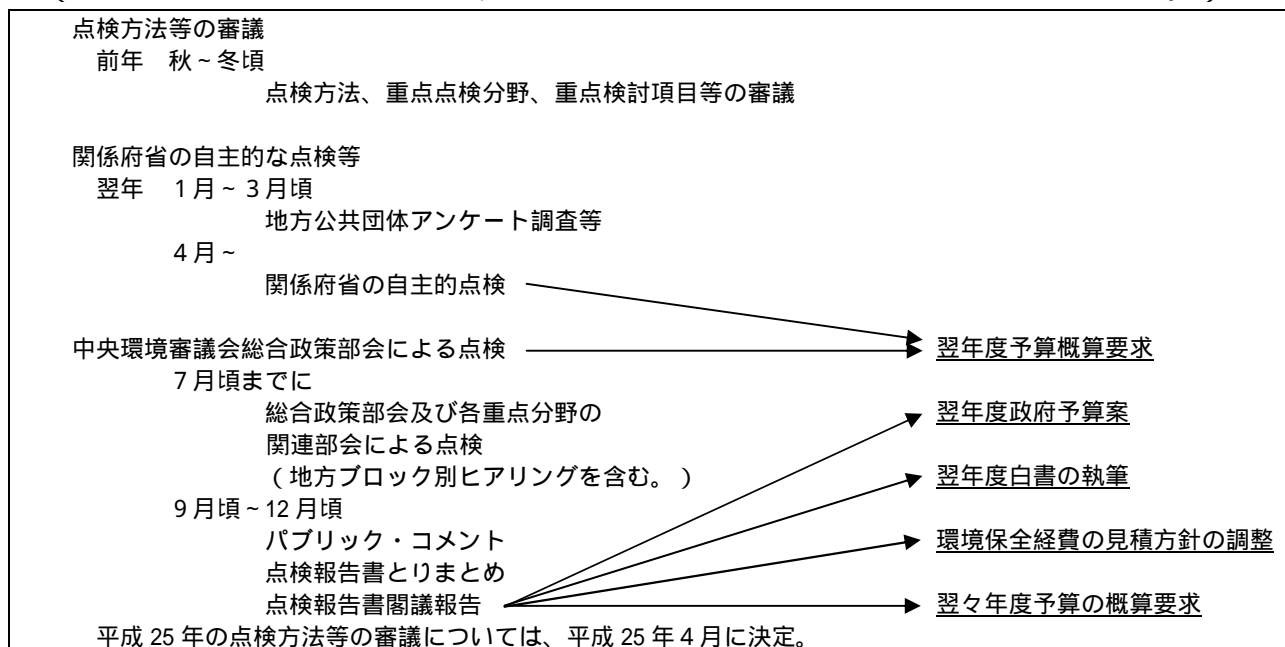 点検方法等の審議
前年　秋～冬頃
点検方法、重点点検分野、重点検討項目等の審議
関係府省の自主的な点検等
翌年　１月～３月頃
地方公共団体アンケート調査等
４月～
関係府省の自主的点検
中央環境審議会総合政策部会による点検　翌年度予算概算要求
７月頃までに
総合政策部会及び各重点分野の　翌年度政府予算案
関連部会による点検
（地方ブロック別ヒアリングを含む。）　翌年度白書の執筆
９月頃～12月頃
パブリック・コメント　環境保全経費の見積方針の調整
点検報告書とりまとめ
点検報告書閣議報告　翌々年度予算の概算要求
平成25年の点検方法等の審議については、平成25年４月に決定。